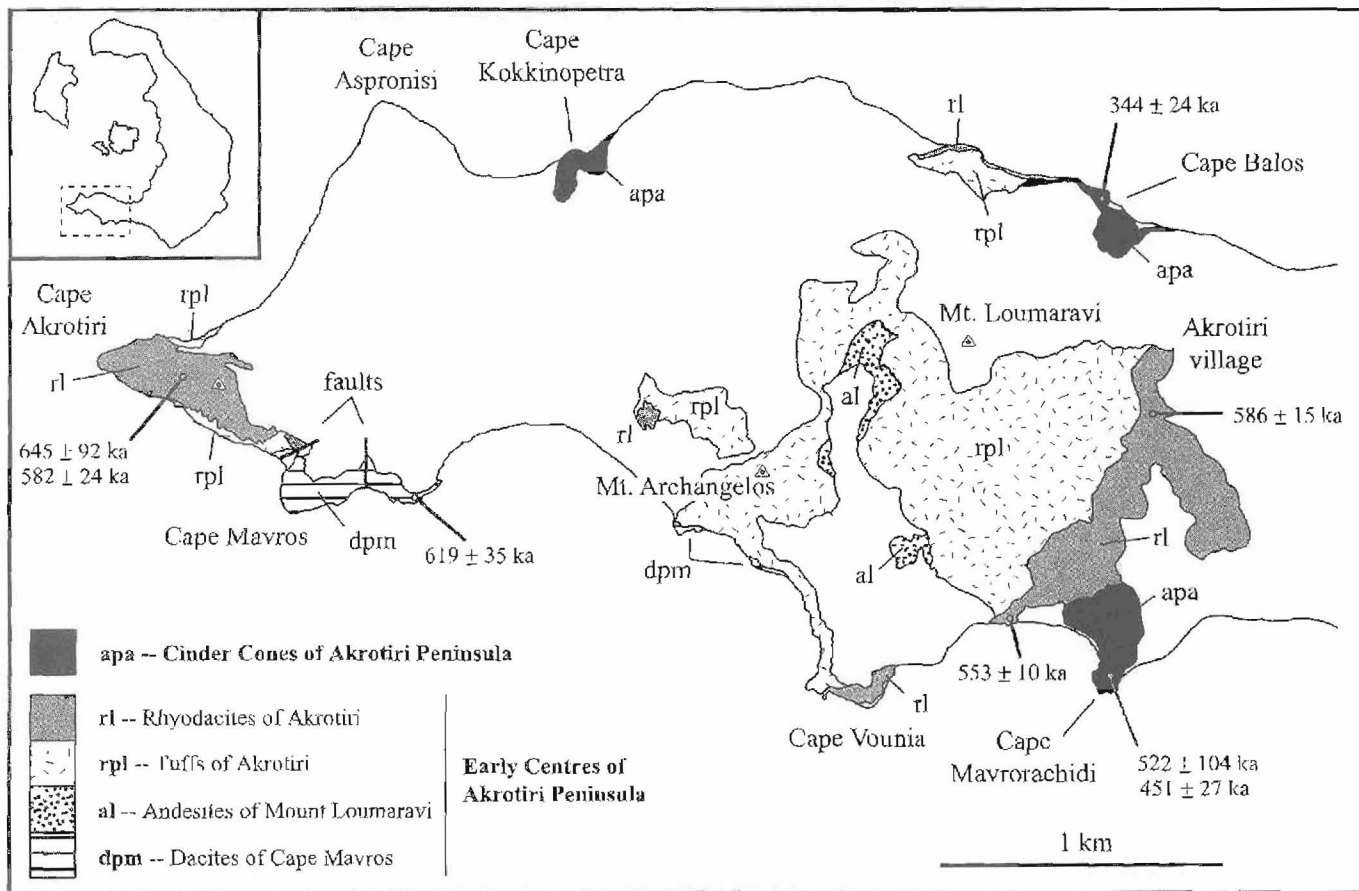 Cape
Aspronisi
Cape
Kokkinopetra
apa
rl
rpl
344 ± 24 ka
Cape Balos
apa
Cape
Akrotiri
rpl
rl
faults
645 ± 92 ka
582 ± 24 ka
rpl
Cape Mavros
dpm
619 ± 35 ka
rpl
rl
Mt. Archangelos
dpm
Mt. Loumaravi
al
rpl
al
Akrotiri
village
586 ± 15 ka
rl
apa
553 ± 10 ka
rl
Cape Vounia
Cape
Mavrorachidi
522 ± 104 ka
451 ± 27 ka
1 km
apa -- Cinder Cones of Akrotiri Peninsula
rl -- Rhyodacites of Akrotiri
rpl -- Tuffs of Akrotiri
al -- Andesites of Mount Loumaravi
dpm -- Dacites of Cape Mavros
Early Centres of
Akrotiri Peninsula